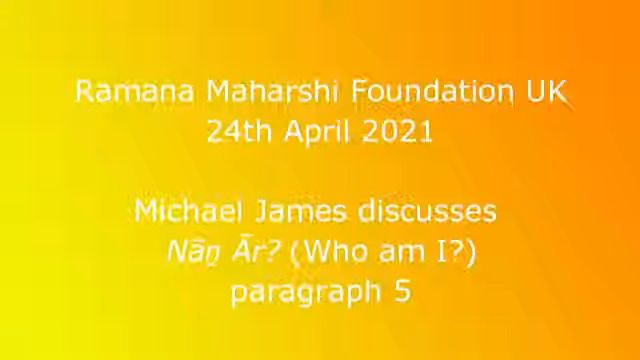 Ramana Maharshi Foundation UK
24th April 2021
Michael James discusses
Nāṉ Ār? (Who am I?)
paragraph 5